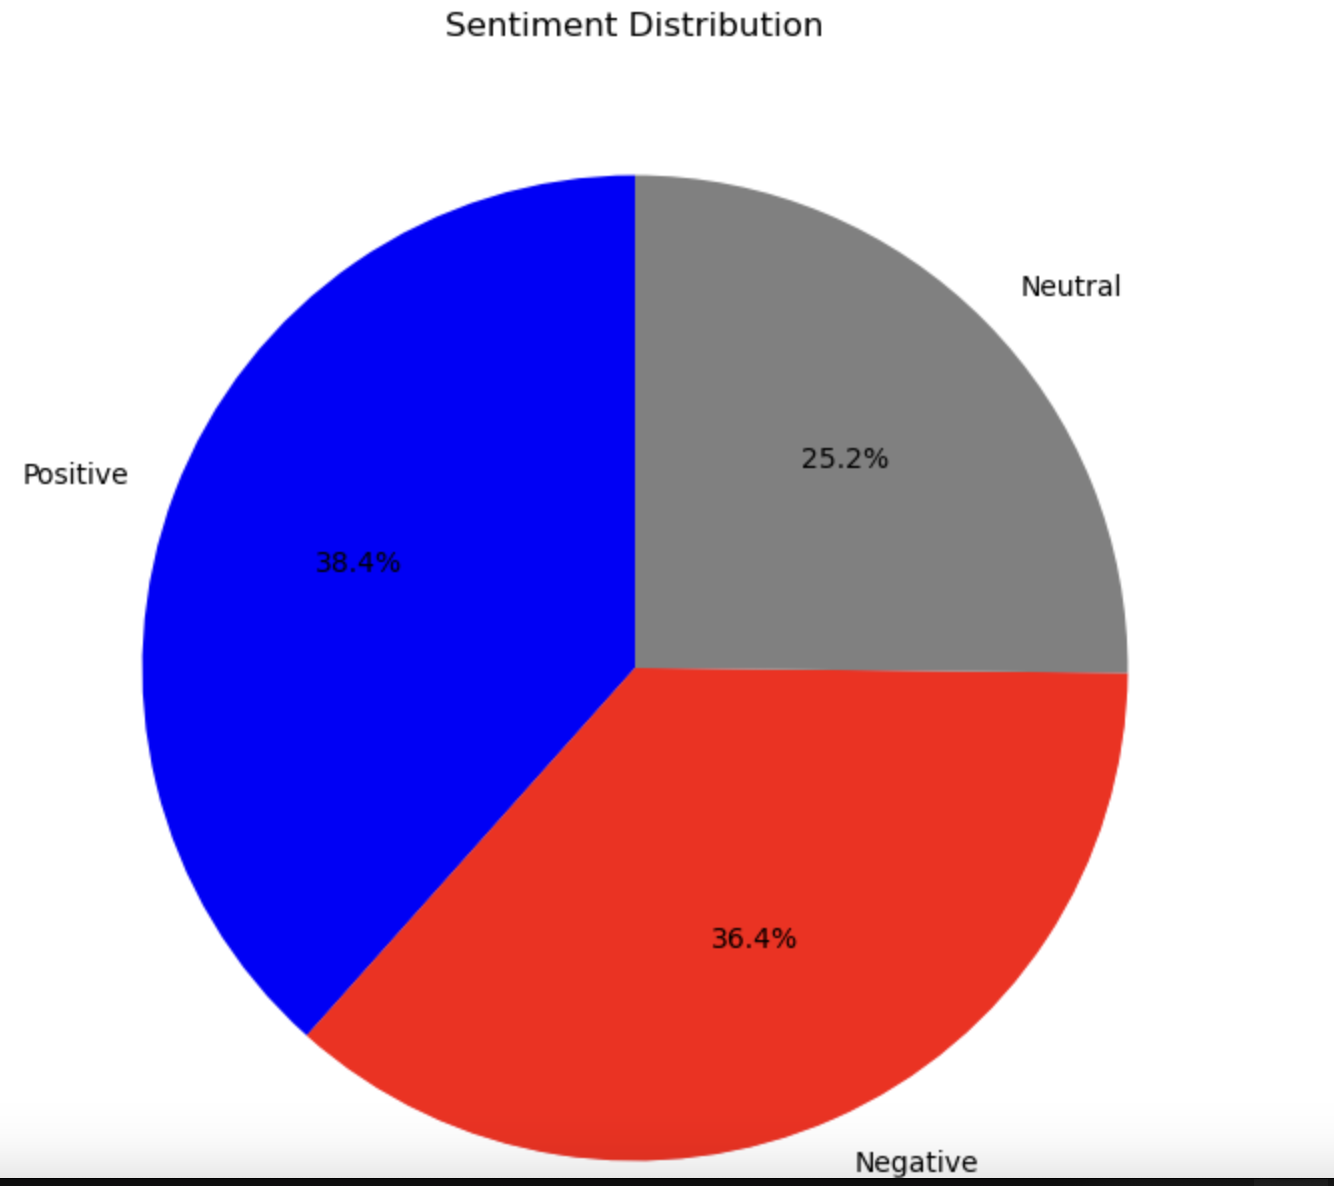 Sentiment Distribution
Neutral
25.2%
Positive
38.4%
36.4%
Negative